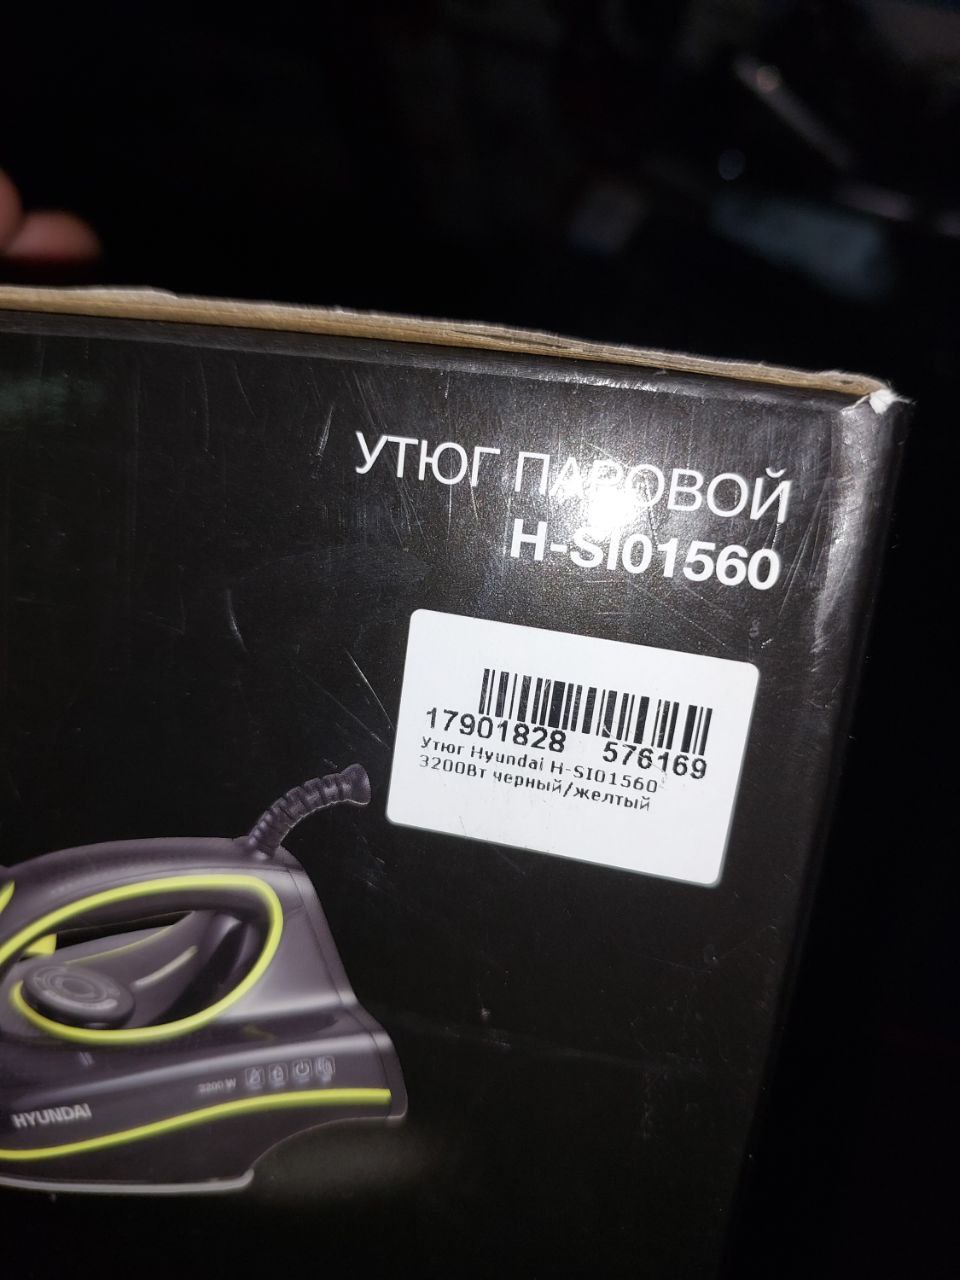 УТЮГ ПАРОВОЙ
H-SI01560
17901828 576169
Утюг Hyundai H-SI01560
3200Вт черный/желтый
3200 W
HYUNDAI